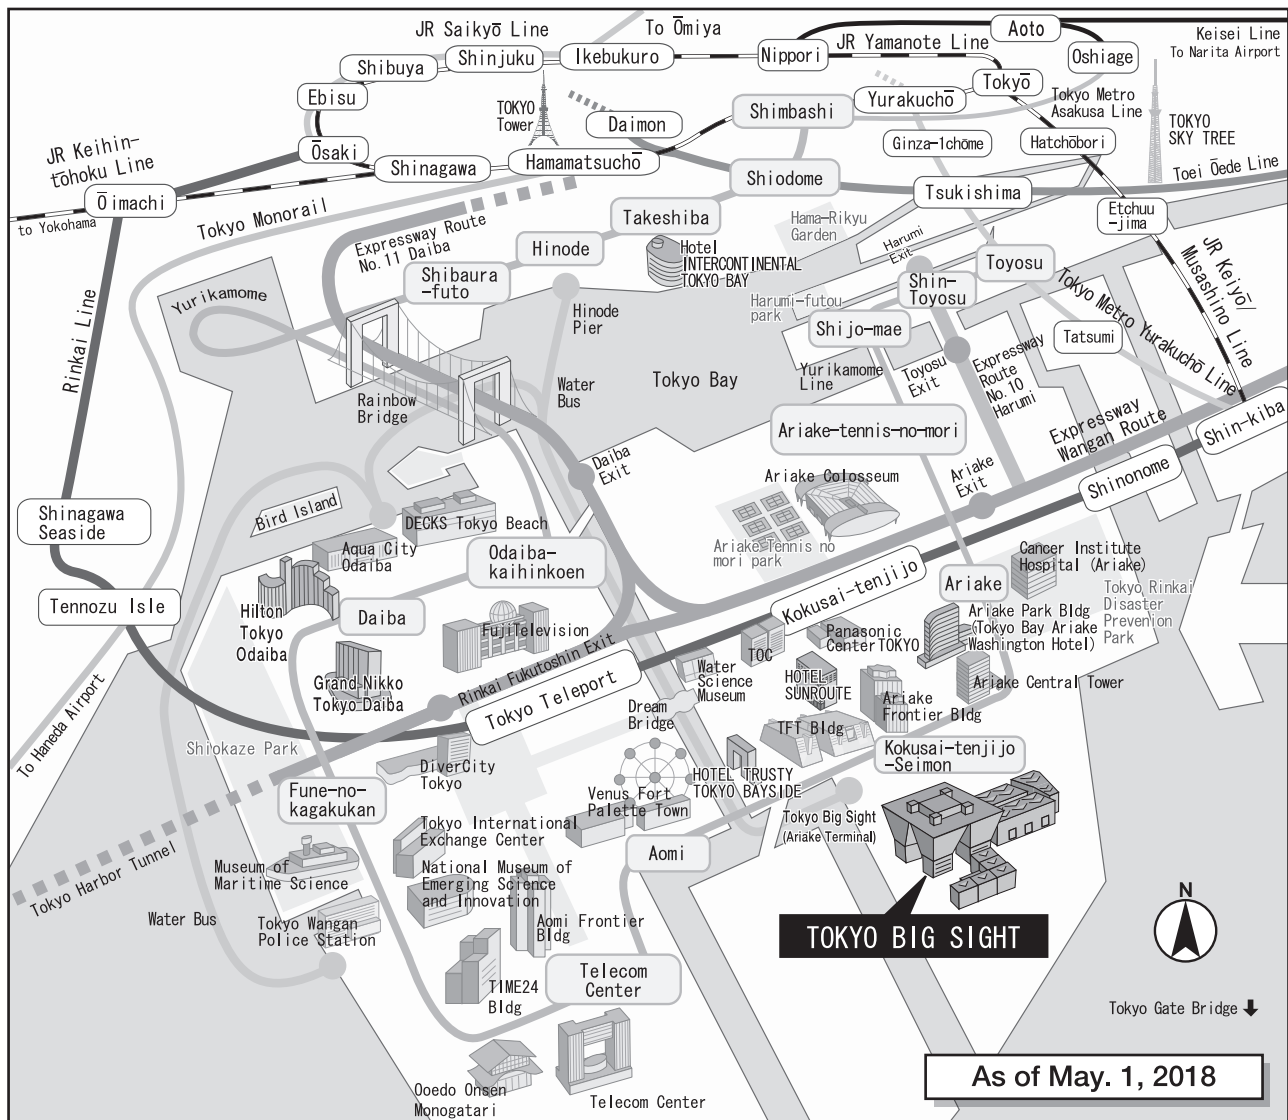 JR Saikyō Line
To Ōmiya
Aoto
Keisei Line
To Narita Airport
Shibuya
Shinjuku
Ikebukuro
Nippori
JR Yamanote Line
Oshiage
Ebisu
TOKYO
Tower
Daimon
Shimbashi
Yurakuchō
Tokyō
Tokyo Metro
Asakusa Line
TOKYO
SKY TREE
JR Keihin-
tōhoku Line
Ōsaki
Shinagawa
Hamamatsuchō
Ginza-1chōme
Hatchōbori
Shiodome
Tsukishima
Toei Ōede Line
Ōimachi
to Yokohama
Tokyo Monorail
Expressway Route
No.11 Daiba
Takeshiba
Hama-Rikyu
Garden
Etchuu
-jima
Hinode
Hotel
INTERCONTINENTAL
TOKYO BAY
Harumi
Exit
Toyosu
JR Keiyō/
Musashino Line
Shibaura
-futo
Shin-
Toyosu
Yurikamome
Hinode
Pier
Harumi-futou
park
Shijo-mae
Tokyo Metro Yurakuchō Line
Tatsumi
Rinkai Line
Rainbow
Bridge
Water
Bus
Tokyo Bay
Yurikamome
Line
Toyosu
Exit
Expressway
Route
No.10
Harumi
Expressway
Wangan Route
Shin-kiba
Ariake-tennis-no-mori
Daiba
Exit
Ariake Colosseum
Ariake
Exit
Shinonome
Shinagawa
Seaside
Bird Island
DECKS Tokyo Beach
Aqua City
Odaiba
Odaiba-
kaihinkoen
Ariake Tennis no
mori park
Kokusai-tenjijo
Cancer Institute
Hospital (Ariake)
Ariake
Tennozu Isle
Hilton
Tokyo
Odaiba
Daiba
FujiTelevision
Tokyo Rinkai
Disaster
Prevenion
Park
Ariake Park Bldg
(Tokyo Bay Ariake
Washington Hotel)
Panasonic
CenterTOKYO
TOC
Rinkai Fukutoshin Exit
Grand Nikko
Tokyo Daiba
Tokyo Teleport
Water
Science
Museum
HOTEL
SUNROUTE
Ariake Central Tower
Ariake
Frontier Bldg
Dream
Bridge
TFT Bldg
To Haneda Airport
Shiokaze Park
DiverCity
Tokyo
HOTEL TRUSTY
TOKYO BAYSIDE
Kokusai-tenjijo
-Seimon
Fune-no-
kagakukan
Venus Fort
Palette Town
Tokyo Big Sight
(Ariake Terminal)
Tokyo International
Exchange Center
Aomi
Tokyo Harbor Tunnel
Museum of
Maritime Science
National Museum of
Emerging Science
and Innovation
Water Bus
Tokyo Wangan
Police Station
Aomi Frontier
Bldg
TOKYO BIG SIGHT
N
Telecom
Center
TIME24
Bldg
Tokyo Gate Bridge
Ooedo Onsen
Monogatari
Telecom Center
As of May. 1, 2018